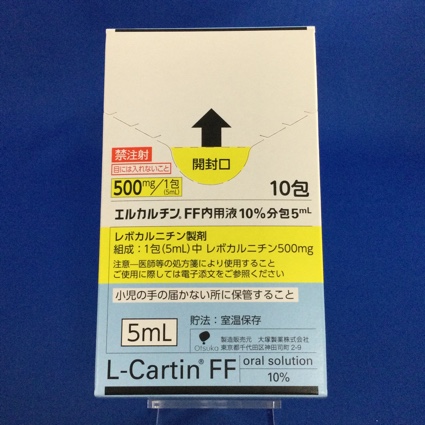 開封口
禁注射
目には入れないこと
500mg/1包(5mL)
10包
エルカルチン® FF内用液10%分包5mL
レボカルニチン製剤
組成：1包(5mL)中 レボカルニチン500mg
注意—医師等の処方箋により使用すること
ご使用に際しては電子添文をご参照ください
小児の手の届かない所に保管すること
5mL
貯法：室温保存
Otsuka
製造販売元 大塚製薬株式会社
東京都千代田区神田司町2-9
L-Cartin® FF oral solution 10%